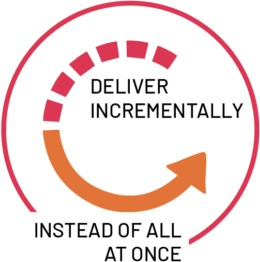 DELIVER
INCREMENTALLY
INSTEAD OF ALL
AT ONCE